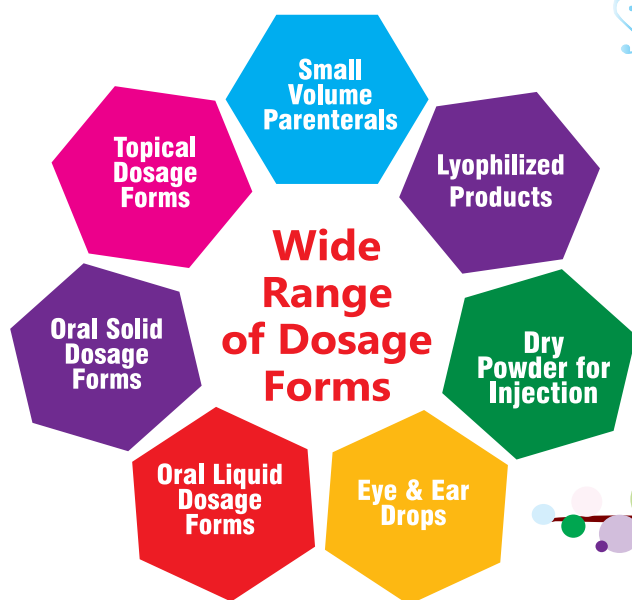 Small
Volume
Parenterals
Topical
Dosage
Forms
Lyophilized
Products
Wide
Range
of Dosage
Forms
Oral Solid
Dosage
Forms
Dry
Powder for
Injection
Oral Liquid
Dosage
Forms
Eye & Ear
Drops